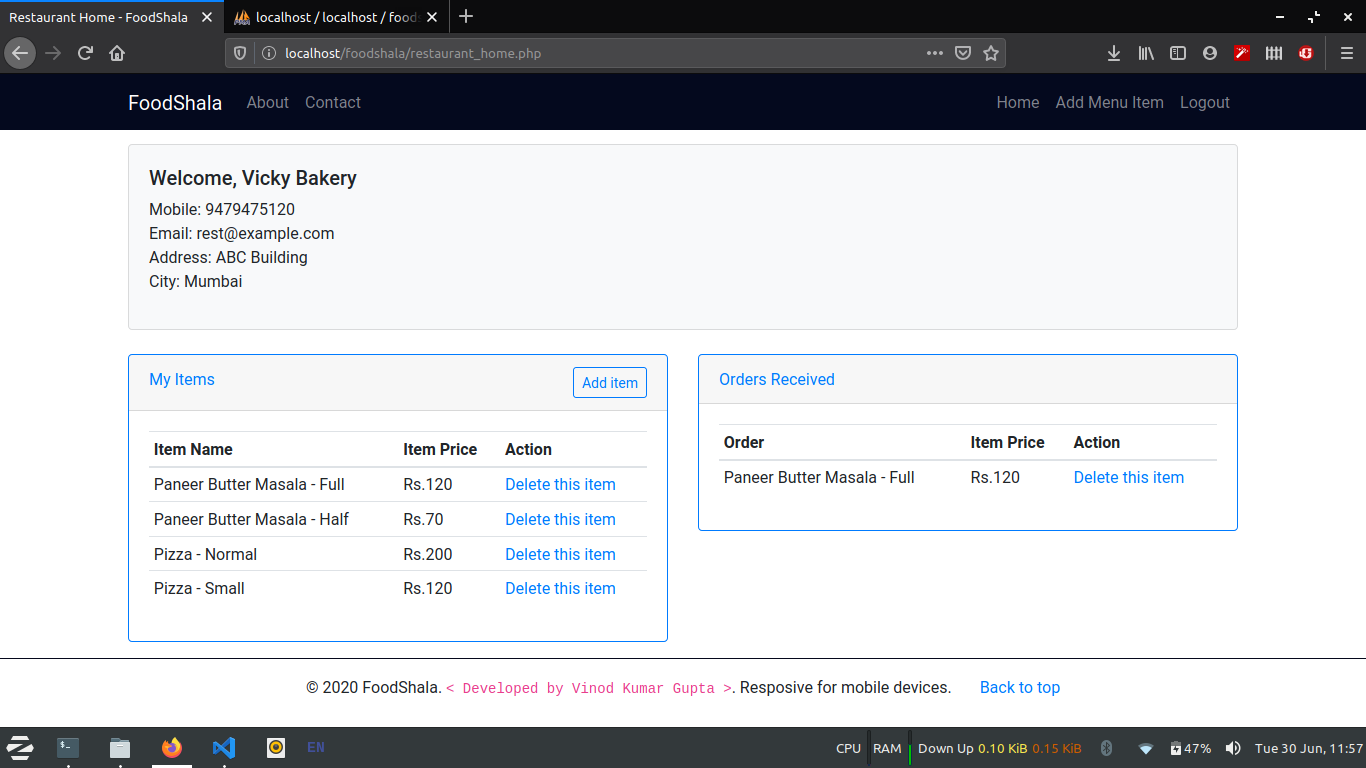 Restaurant Home - FoodShala
localhost / localhost / foods
localhost/foodshala/restaurant_home.php
FoodShala About Contact Home Add Menu Item Logout
Welcome, Vicky Bakery
Mobile: 9479475120
Email: rest@example.com
Address: ABC Building
City: Mumbai
My Items Add item
Item Name Item Price Action
Paneer Butter Masala - Full Rs.120 Delete this item
Paneer Butter Masala - Half Rs.70 Delete this item
Pizza - Normal Rs.200 Delete this item
Pizza - Small Rs.120 Delete this item
Orders Received
Order Item Price Action
Paneer Butter Masala - Full Rs.120 Delete this item
© 2020 FoodShala. < Developed by Vinod Kumar Gupta >. Resposive for mobile devices. Back to top
EN CPU RAM Down Up 0.10 KiB 0.15 KiB 47% Tue 30 Jun, 11:57